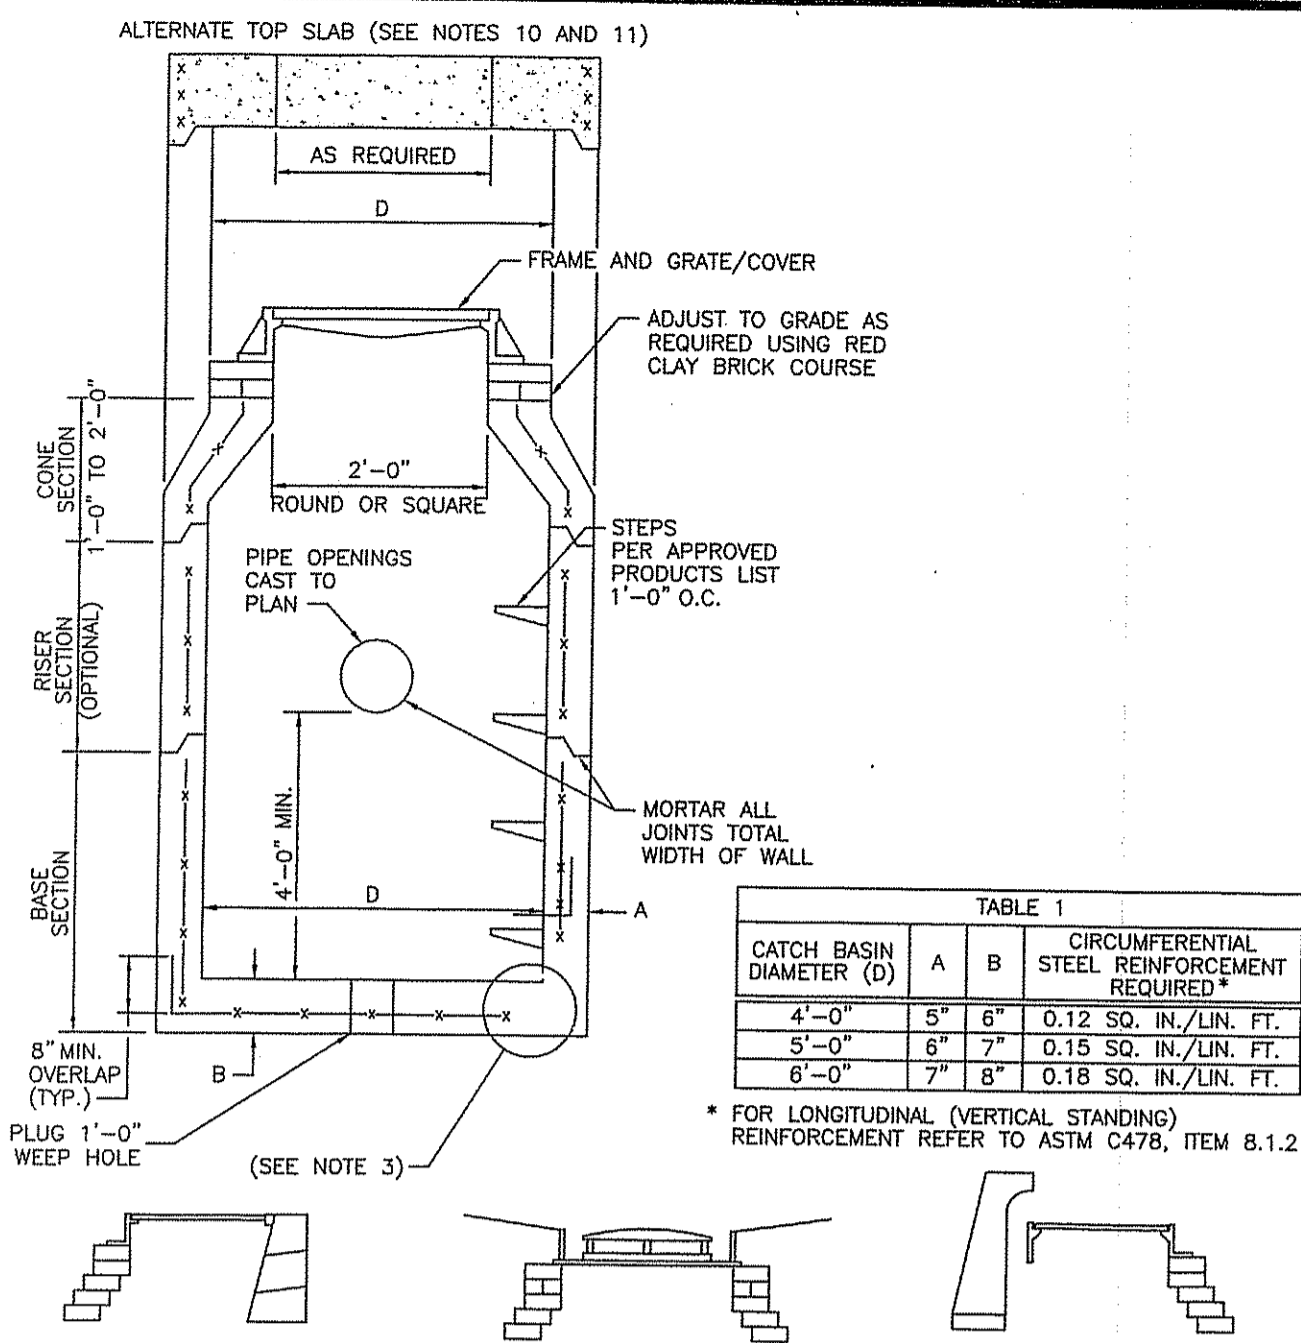 ALTERNATE TOP SLAB (SEE NOTES 10 AND 11)
AS REQUIRED
D
FRAME AND GRATE/COVER
ADJUST TO GRADE AS
REQUIRED USING RED
CLAY BRICK COURSE
CONE
SECTION
1'-0" TO 2'-0"
2'-0"
ROUND OR SQUARE
STEPS
PER APPROVED
PRODUCTS LIST
1'-0" O.C.
PIPE OPENINGS
CAST TO
PLAN
RISER
SECTION
(OPTIONAL)
4'-0" MIN.
MORTAR ALL
JOINTS TOTAL
WIDTH OF WALL
BASE
SECTION
D
A
8" MIN.
OVERLAP
(TYP.)
B
PLUG 1'-0"
WEEP HOLE
(SEE NOTE 3)
TABLE 1
CATCH BASIN DIAMETER (D) A B CIRCUMFERENTIAL STEEL REINFORCEMENT REQUIRED*
4'-0" 5" 6" 0.12 SQ. IN./LIN. FT.
5'-0" 6" 7" 0.15 SQ. IN./LIN. FT.
6'-0" 7" 8" 0.18 SQ. IN./LIN. FT.
* FOR LONGITUDINAL (VERTICAL STANDING)
REINFORCEMENT REFER TO ASTM C478, ITEM 8.1.2